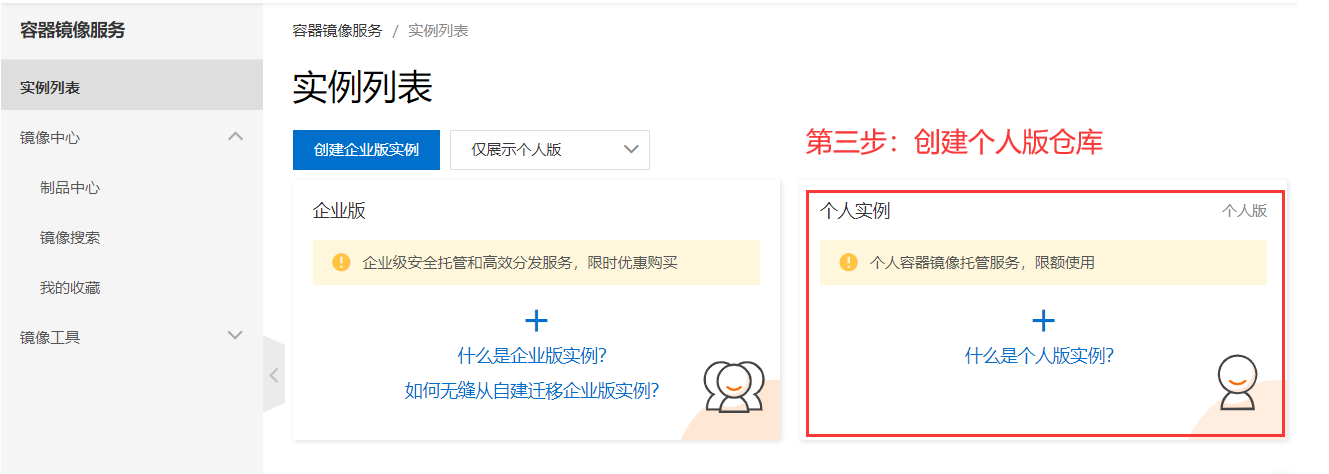 容器镜像服务
实例列表
镜像中心
制品中心
镜像搜索
我的收藏
镜像工具
容器镜像服务 / 实例列表
实例列表
创建企业版实例
仅展示个人版
第三步：创建个人版仓库
企业版
企业级安全托管和高效分发服务，限时优惠购买
什么是企业版实例?
如何无缝从自建迁移企业版实例?
个人实例 个人版
个人容器镜像托管服务，限额使用
什么是个人版实例?